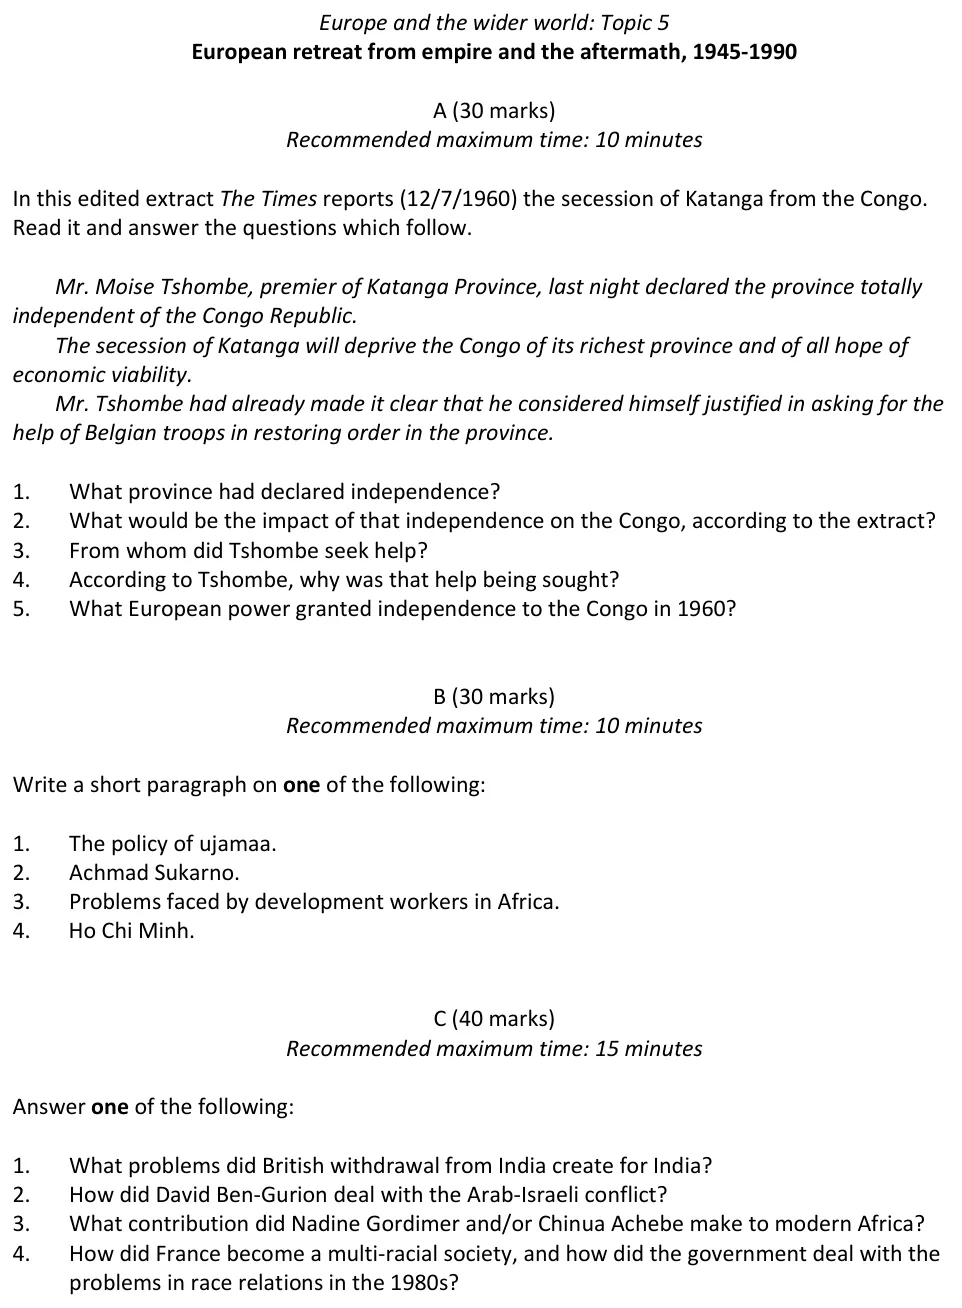 Europe and the wider world: Topic 5
European retreat from empire and the aftermath, 1945-1990
A (30 marks)
Recommended maximum time: 10 minutes
In this edited extract The Times reports (12/7/1960) the secession of Katanga from the Congo.
Read it and answer the questions which follow.
Mr. Moise Tshombe, premier of Katanga Province, last night declared the province totally
independent of the Congo Republic.
The secession of Katanga will deprive the Congo of its richest province and of all hope of
economic viability.
Mr. Tshombe had already made it clear that he considered himself justified in asking for the
help of Belgian troops in restoring order in the province.
1. What province had declared independence?
2. What would be the impact of that independence on the Congo, according to the extract?
3. From whom did Tshombe seek help?
4. According to Tshombe, why was that help being sought?
5. What European power granted independence to the Congo in 1960?
B (30 marks)
Recommended maximum time: 10 minutes
Write a short paragraph on one of the following:
1. The policy of ujamaa.
2. Achmad Sukarno.
3. Problems faced by development workers in Africa.
4. Ho Chi Minh.
C (40 marks)
Recommended maximum time: 15 minutes
Answer one of the following:
1. What problems did British withdrawal from India create for India?
2. How did David Ben-Gurion deal with the Arab-Israeli conflict?
3. What contribution did Nadine Gordimer and/or Chinua Achebe make to modern Africa?
4. How did France become a multi-racial society, and how did the government deal with the
problems in race relations in the 1980s?